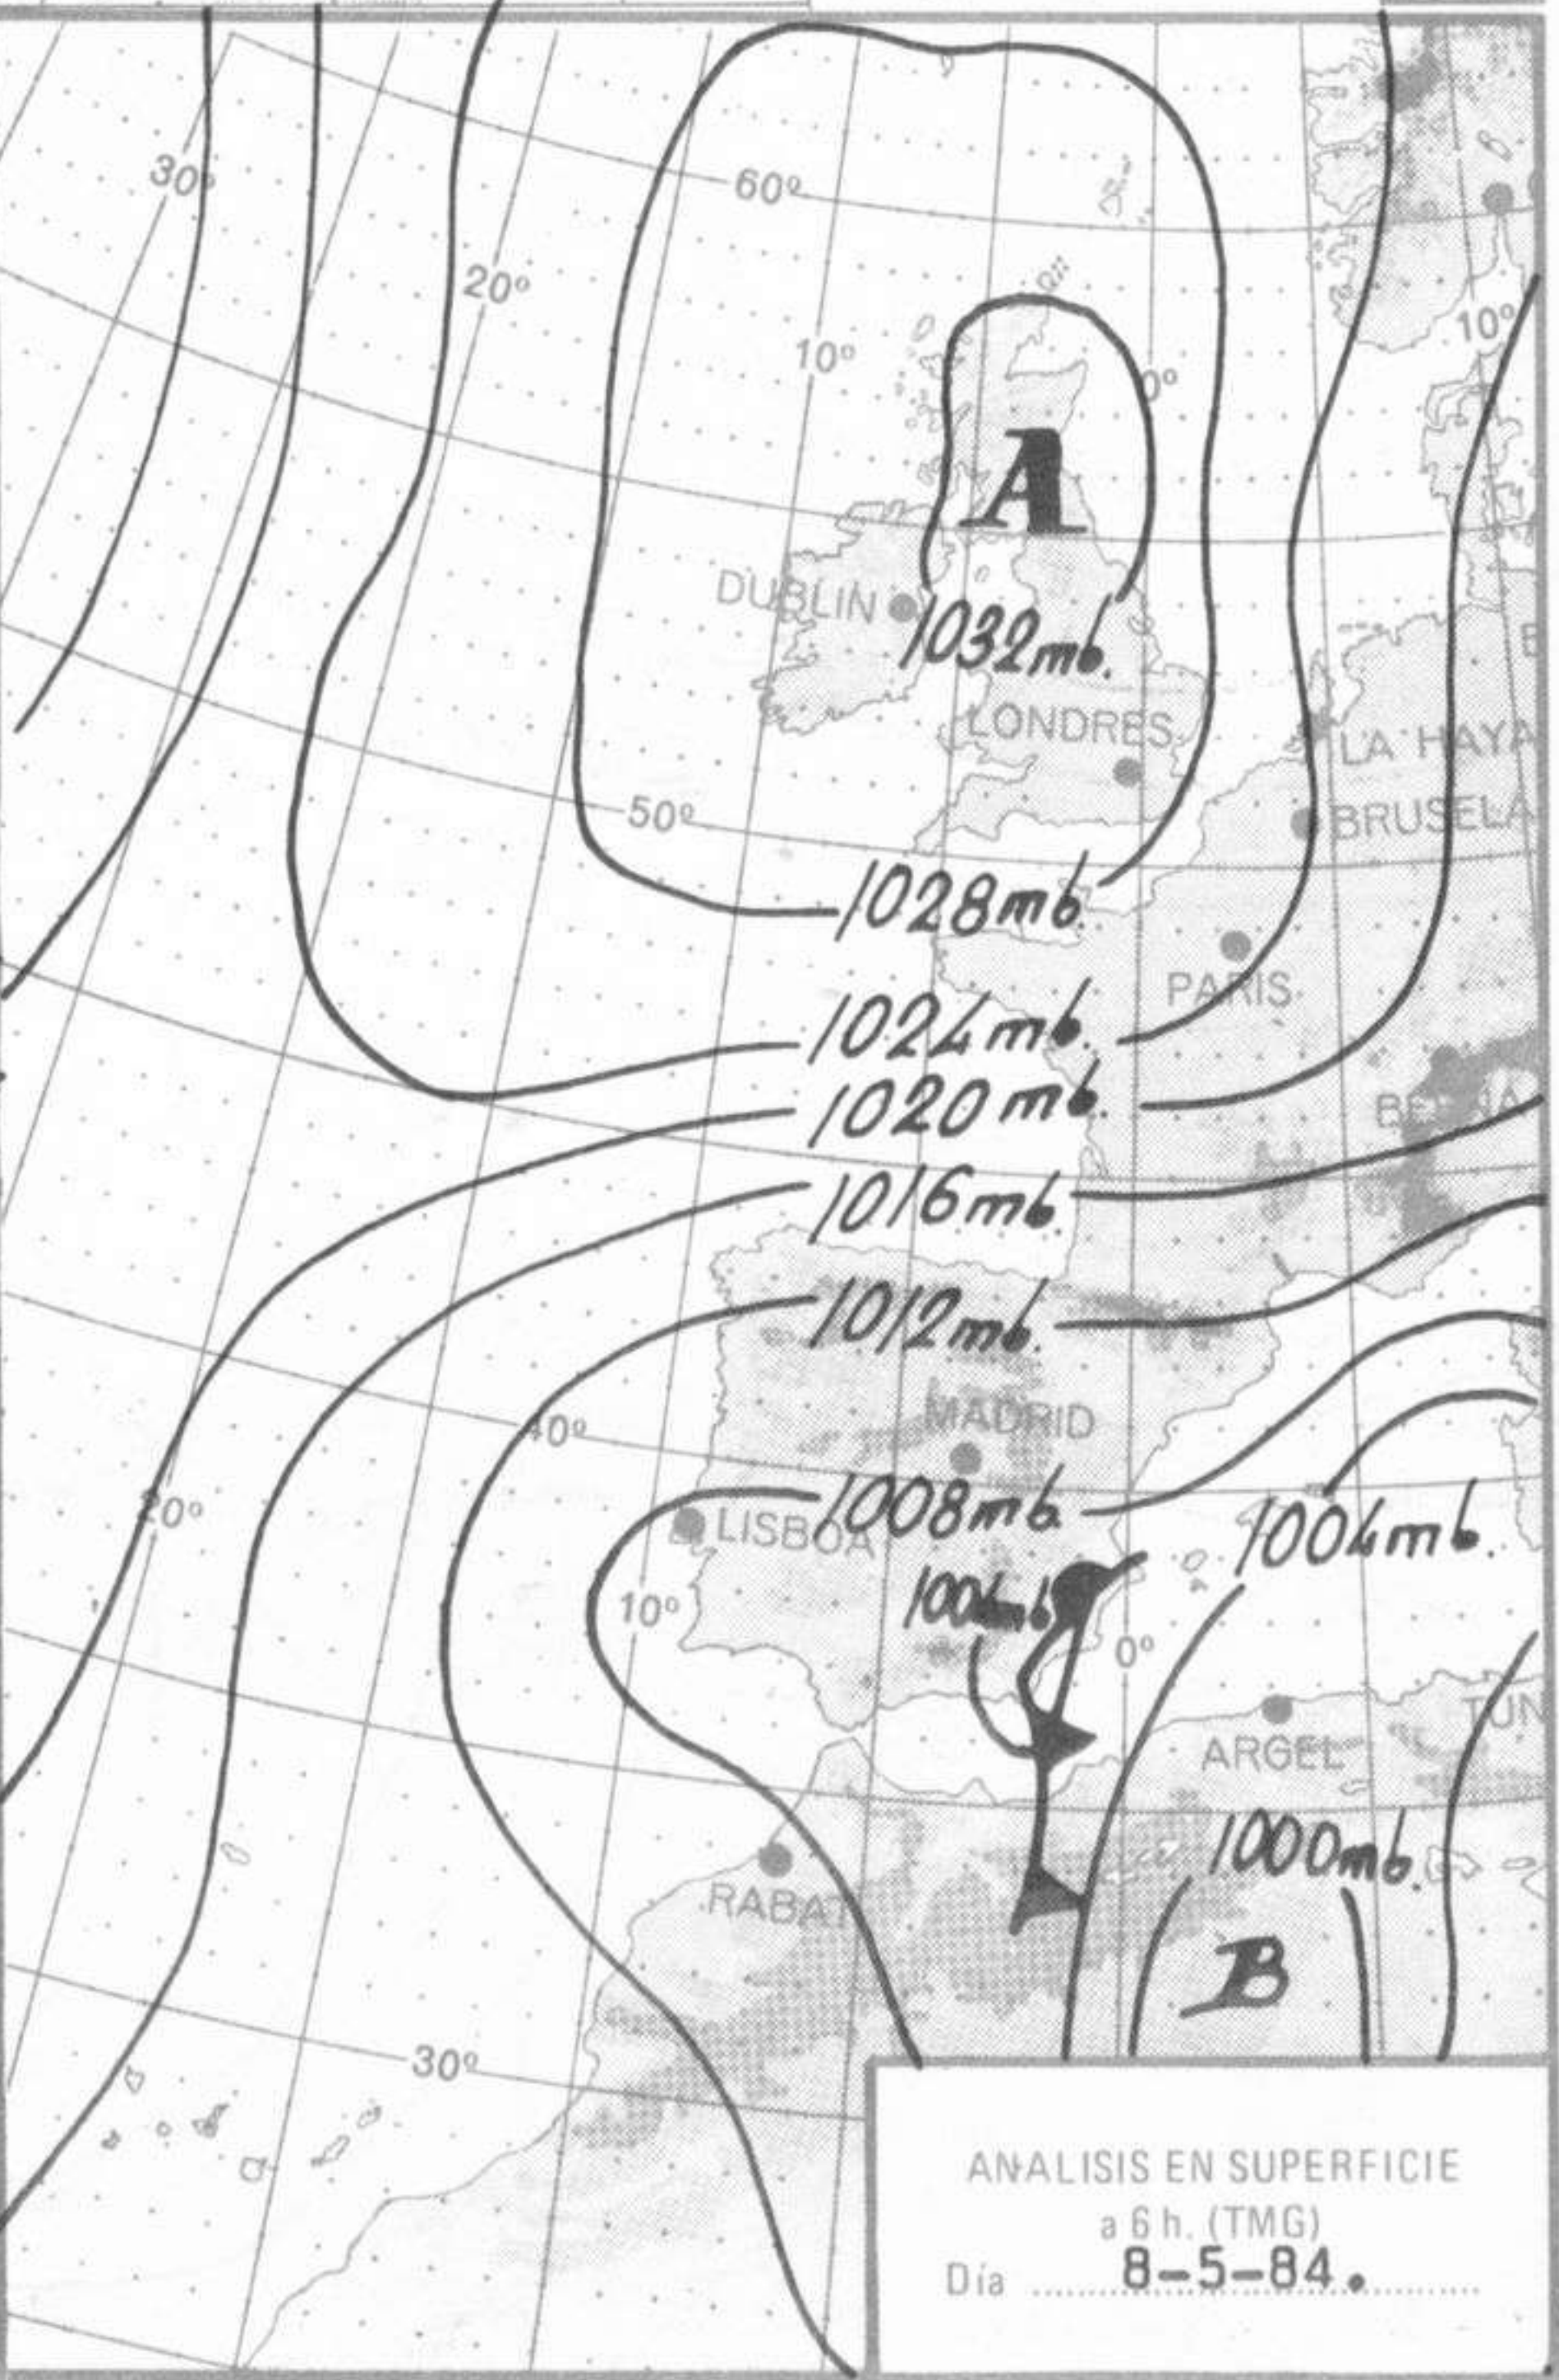 30º
60º
20º
10º
10º
0º
A
DUBLIN
1032mb.
LONDRES
LA HAYA
50º
BRUSELA
1028mb.
PARIS
1024mb.
1020mb.
1016mb.
1012mb.
MADRID
40º
1008mb.
20º
LISBOA
1004mb.
10º
0º
ARGEL
TUN
1000mb.
RABAT
B
30º
ANALISIS EN SUPERFICIE
a 6 h. (TMG)
Día 8-5-84.